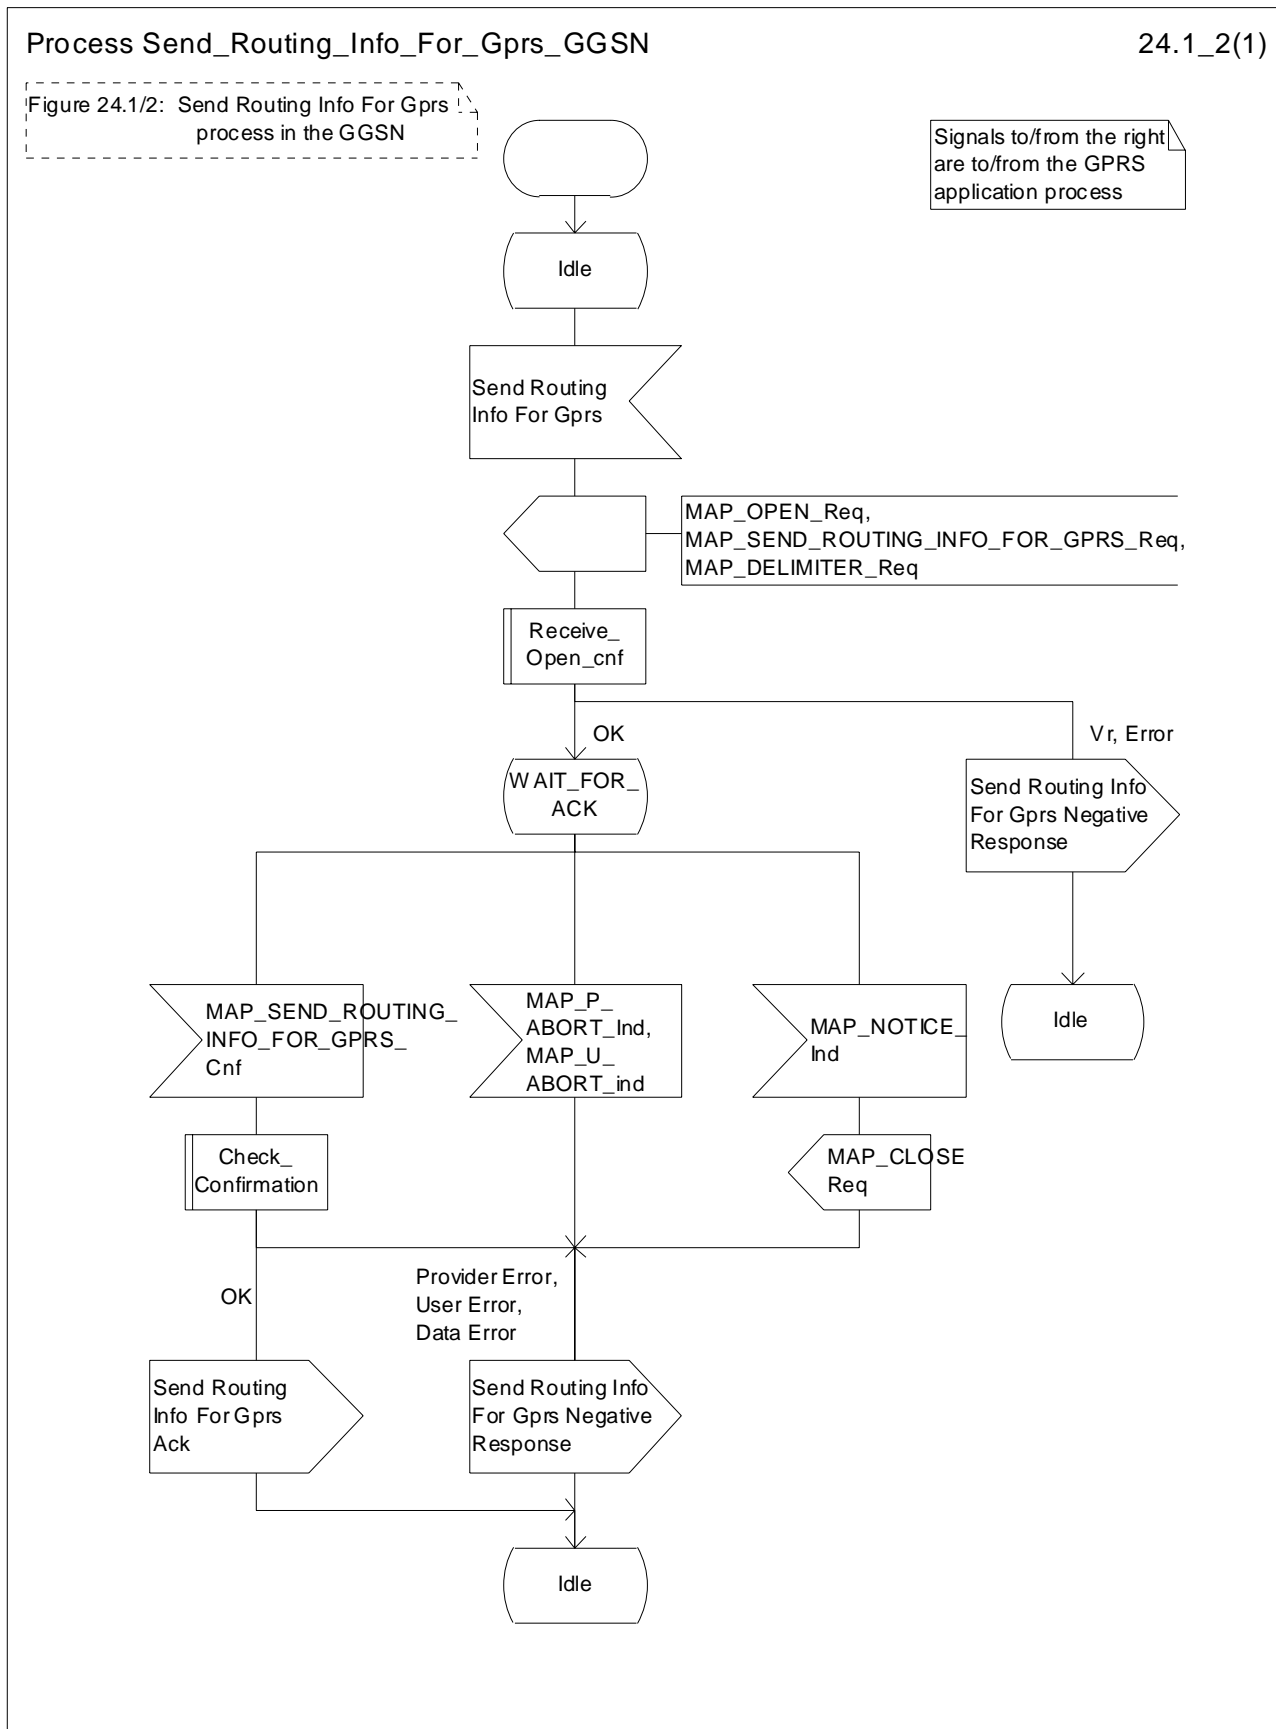 Process Send_Routing_Info_For_Gprs_GGSN
24.1_2(1)
Figure 24.1/2: Send Routing Info For Gprs
process in the GGSN
Signals to/from the right
are to/from the GPRS
application process
Idle
Send Routing
Info For Gprs
MAP_OPEN_Req,
MAP_SEND_ROUTING_INFO_FOR_GPRS_Req,
MAP_DELIMITER_Req
Receive_
Open_cnf
OK
Vr, Error
WAIT_FOR_
ACK
Send Routing Info
For Gprs Negative
Response
MAP_SEND_ROUTING_
INFO_FOR_GPRS_
Cnf
MAP_P_
ABORT_Ind,
MAP_U_
ABORT_ind
MAP_NOTICE_
Ind
Idle
Check_
Confirmation
MAP_CLOSE
Req
OK
Provider Error,
User Error,
Data Error
Send Routing
Info For Gprs
Ack
Send Routing Info
For Gprs Negative
Response
Idle